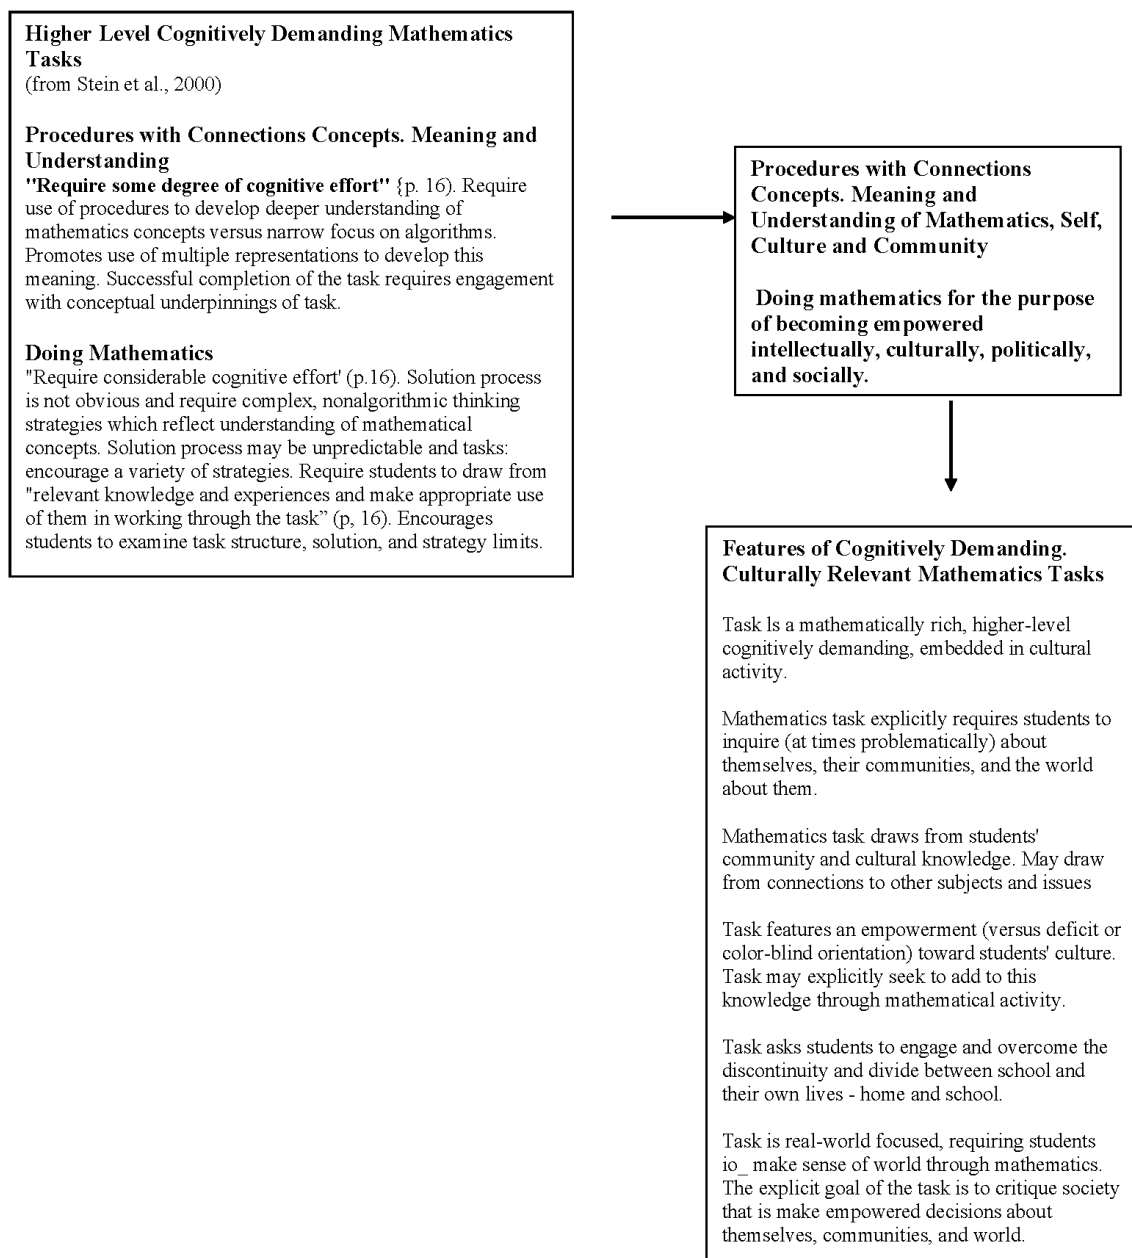 Higher Level Cognitively Demanding Mathematics
Tasks
(from Stein et al., 2000)
Procedures with Connections Concepts. Meaning and
Understanding
"Require some degree of cognitive effort" {p. 16). Require
use of procedures to develop deeper understanding of
mathematics concepts versus narrow focus on algorithms.
Promotes use of multiple representations to develop this
meaning. Successful completion of the task requires engagement
with conceptual underpinnings of task.
Doing Mathematics
"Require considerable cognitive effort' (p.16). Solution process
is not obvious and require complex, nonalgorithmic thinking
strategies which reflect understanding of mathematical
concepts. Solution process may be unpredictable and tasks:
encourage a variety of strategies. Require students to draw from
"relevant knowledge and experiences and make appropriate use
of them in working through the task” (p, 16). Encourages
students to examine task structure, solution, and strategy limits.
Procedures with Connections
Concepts. Meaning and
Understanding of Mathematics, Self,
Culture and Community
Doing mathematics for the purpose
of becoming empowered
intellectually, culturally, politically,
and socially.
Features of Cognitively Demanding.
Culturally Relevant Mathematics Tasks
Task ls a mathematically rich, higher-level
cognitively demanding, embedded in cultural
activity.
Mathematics task explicitly requires students to
inquire (at times problematically) about
themselves, their communities, and the world
about them.
Mathematics task draws from students'
community and cultural knowledge. May draw
from connections to other subjects and issues
Task features an empowerment (versus deficit or
color-blind orientation) toward students' culture.
Task may explicitly seek to add to this
knowledge through mathematical activity.
Task asks students to engage and overcome the
discontinuity and divide between school and
their own lives - home and school.
Task is real-world focused, requiring students
io_ make sense of world through mathematics.
The explicit goal of the task is to critique society
that is make empowered decisions about
themselves, communities, and world.